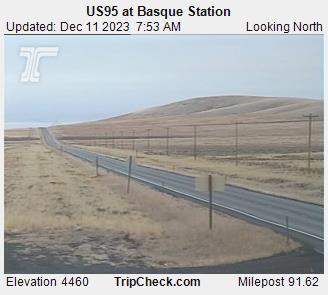 US95 at Basque Station
Updated: Dec 11 2023 7:53 AM Looking North
Elevation 4460 TripCheck.com Milepost 91.62